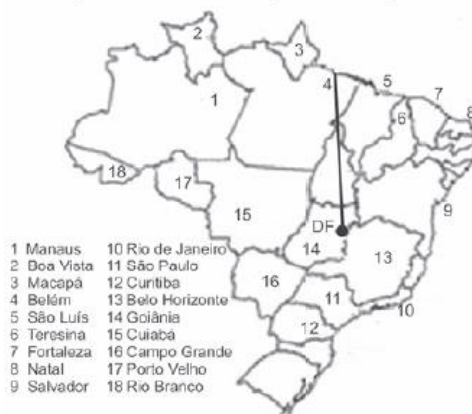 2
3
1
4
5
7
8
6
18
17
DF
9
15
14
13
16
11
10
12
1 Manaus 10 Rio de Janeiro
2 Boa Vista 11 São Paulo
3 Macapá 12 Curitiba
4 Belém 13 Belo Horizonte
5 São Luís 14 Goiânia
6 Teresina 15 Cuiabá
7 Fortaleza 16 Campo Grande
8 Natal 17 Porto Velho
9 Salvador 18 Rio Branco